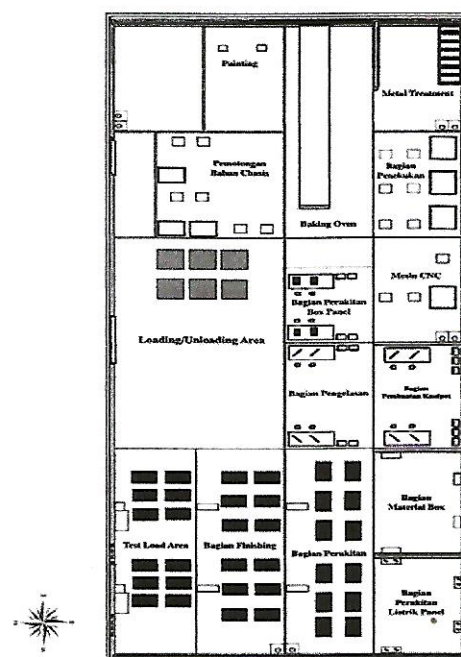 Painting
Metal Treatment
Pemotongan
Bahan Chasis
Bagian
Penekukan
Baking Oven
Mesin CNC
Bagian Perakitan
Box Panel
Loading/Unloading Area
Bagian Pengelasan
Bagian
Pembuatan Knalpot
Bagian
Material Box
Test Load Area
Bagian Finishing
Bagian Perakitan
Bagian
Perakitan
Listrik Panel